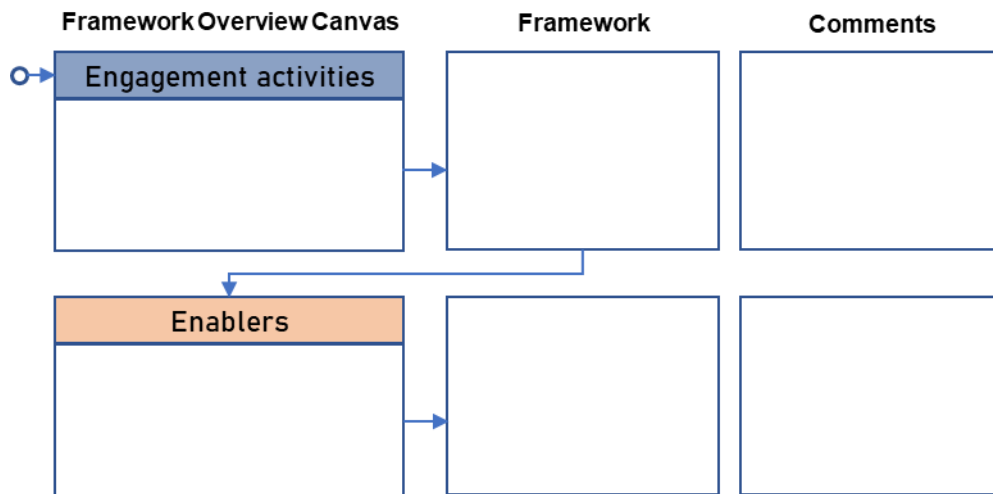 Framework Overview Canvas
Framework
Comments
Engagement activities
Enablers